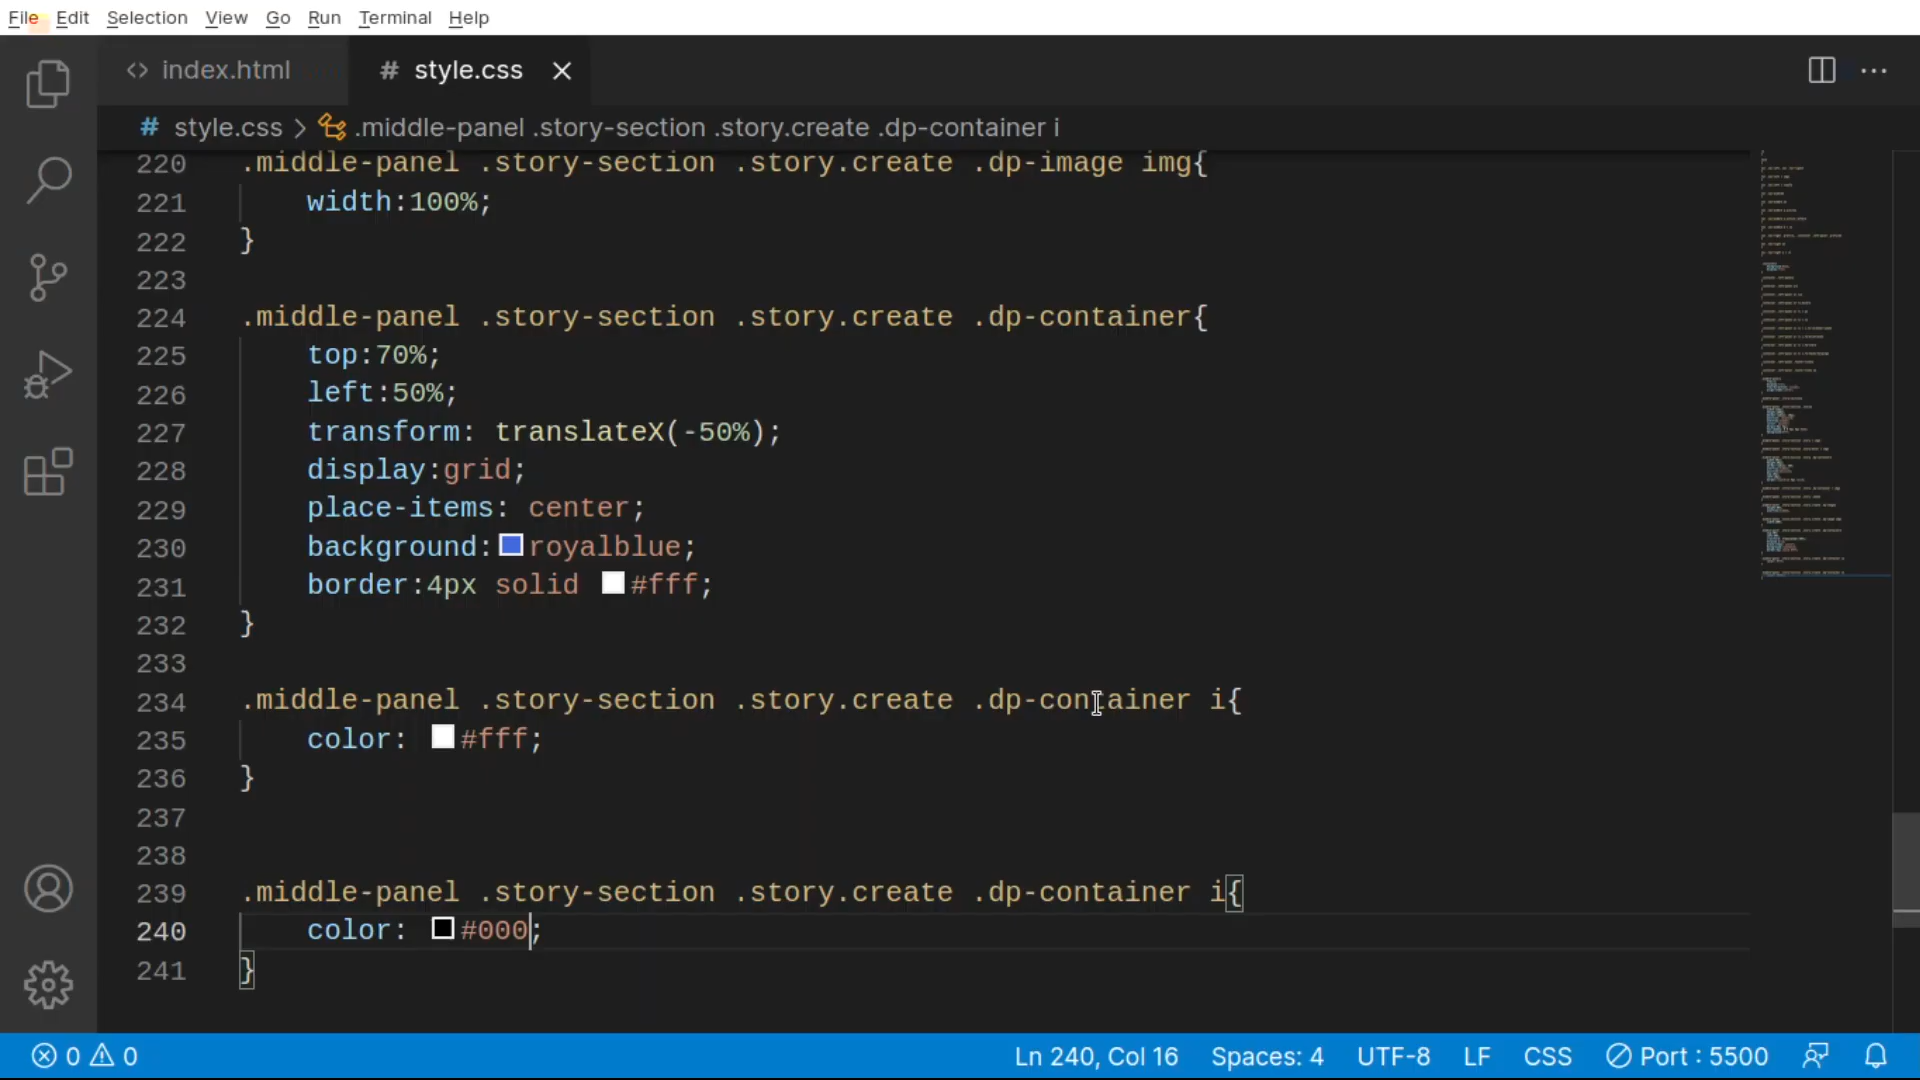 File Edit Selection View Go Run Terminal Help
<> index.html # style.css
# style.css > .middle-panel .story-section .story.create .dp-container i
220 .middle-panel .story-section .story.create .dp-image img{
221 width:100%;
222 }
223
224 .middle-panel .story-section .story.create .dp-container{
225 top:70%;
226 left:50%;
227 transform: translateX(-50%);
228 display:grid;
229 place-items: center;
230 background:royalblue;
231 border:4px solid #fff;
232 }
233
234 .middle-panel .story-section .story.create .dp-container i{
235 color: #fff;
236 }
237
238
239 .middle-panel .story-section .story.create .dp-container i{
240 color: #000;
241 }
0 0 Ln 240, Col 16 Spaces: 4 UTF-8 LF CSS Port : 5500